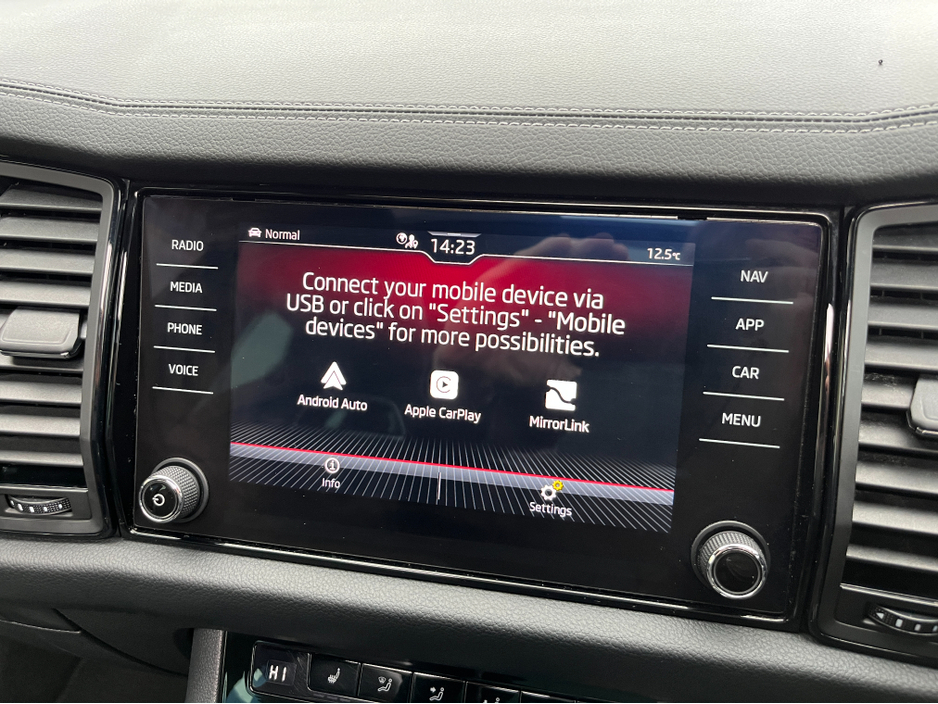 Normal
14:23
12.5°C
RADIO
MEDIA
PHONE
VOICE
Connect your mobile device via
USB or click on "Settings" - "Mobile
devices" for more possibilities.
Android Auto
Apple CarPlay
MirrorLink
Info
Settings
NAV
APP
CAR
MENU
HI